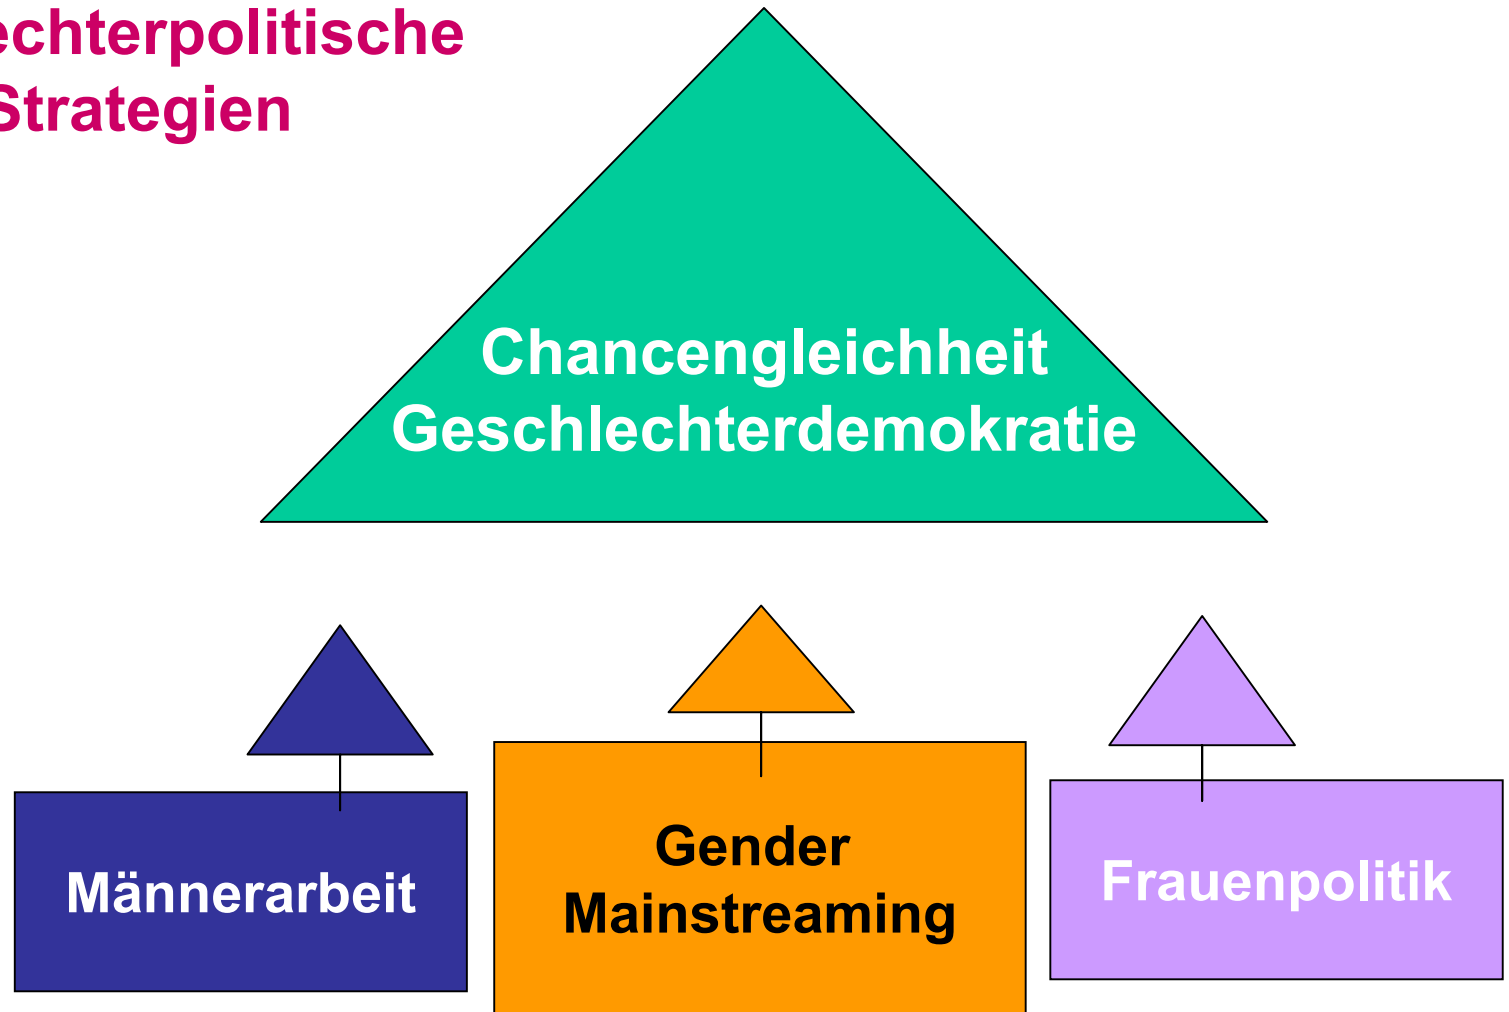 echterpolitische
Strategien
Chancengleichheit
Geschlechterdemokratie
Männerarbeit
Gender
Mainstreaming
Frauenpolitik